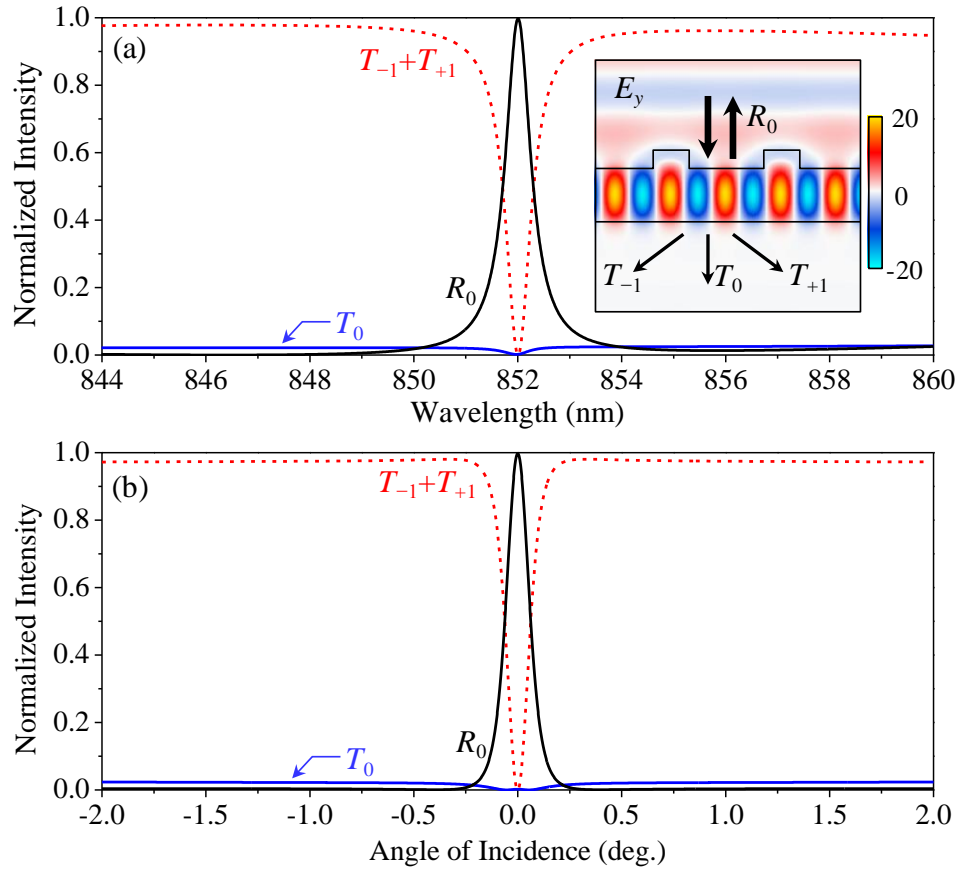 (a)
Normalized Intensity
1.0
0.8
0.6
0.4
0.2
0.0
T₋₁+T₊₁
R₀
T₀
E_y
R₀
T₋₁
T₀
T₊₁
20
0
-20
844 846 848 850 852 854 856 858 860
Wavelength (nm)
(b)
Normalized Intensity
1.0
0.8
0.6
0.4
0.2
0.0
T₋₁+T₊₁
R₀
T₀
-2.0 -1.5 -1.0 -0.5 0.0 0.5 1.0 1.5 2.0
Angle of Incidence (deg.)